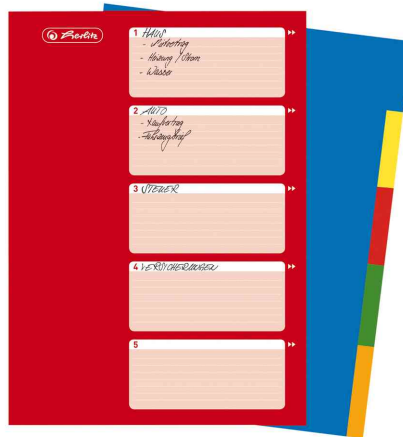 Herlitz
1 HAUS
- Mietvertrag
- Heizung / Strom
- Wasser
2 AUTO
- Kaufvertrag
- Fahrzeugbrief
3 STEUER
4 VERSICHERUNGEN
5